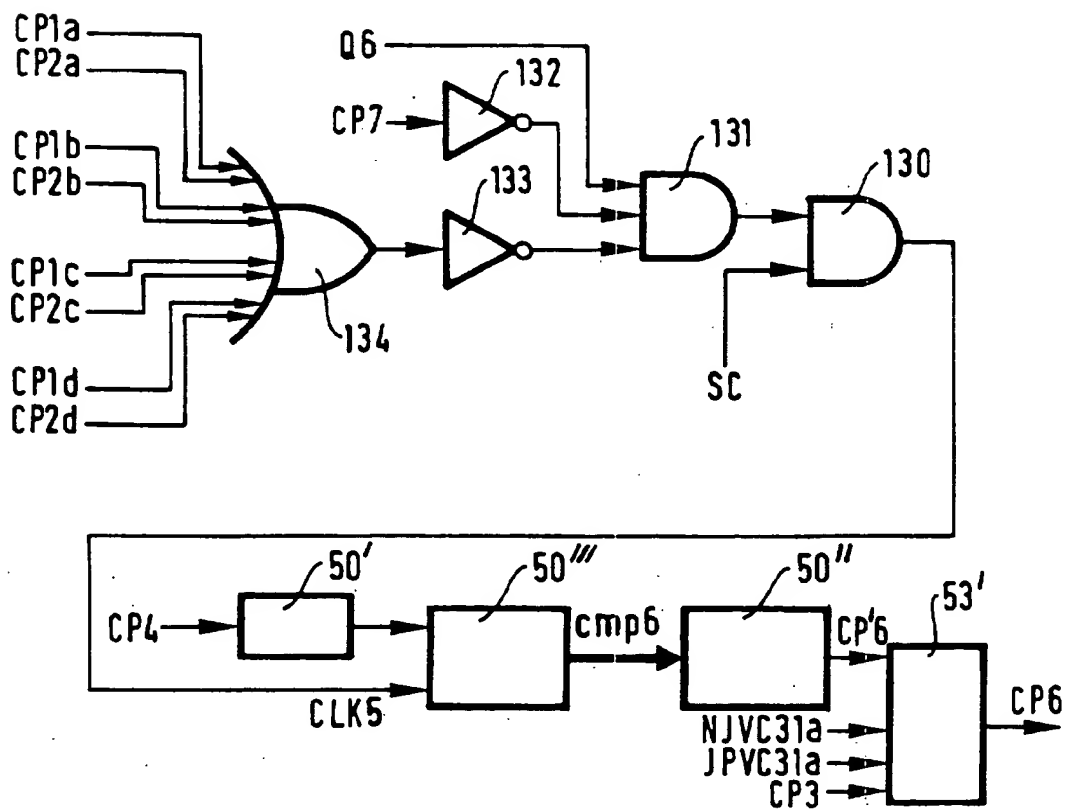 CP1a
CP2a
CP1b
CP2b
CP1c
CP2c
CP1d
CP2d
134
Q6
CP7
132
133
131
130
SC
CP4
50'
CLK5
50'''
cmp6
50''
CP'6
53'
NJVC31a
JPVC31a
CP3
CP6